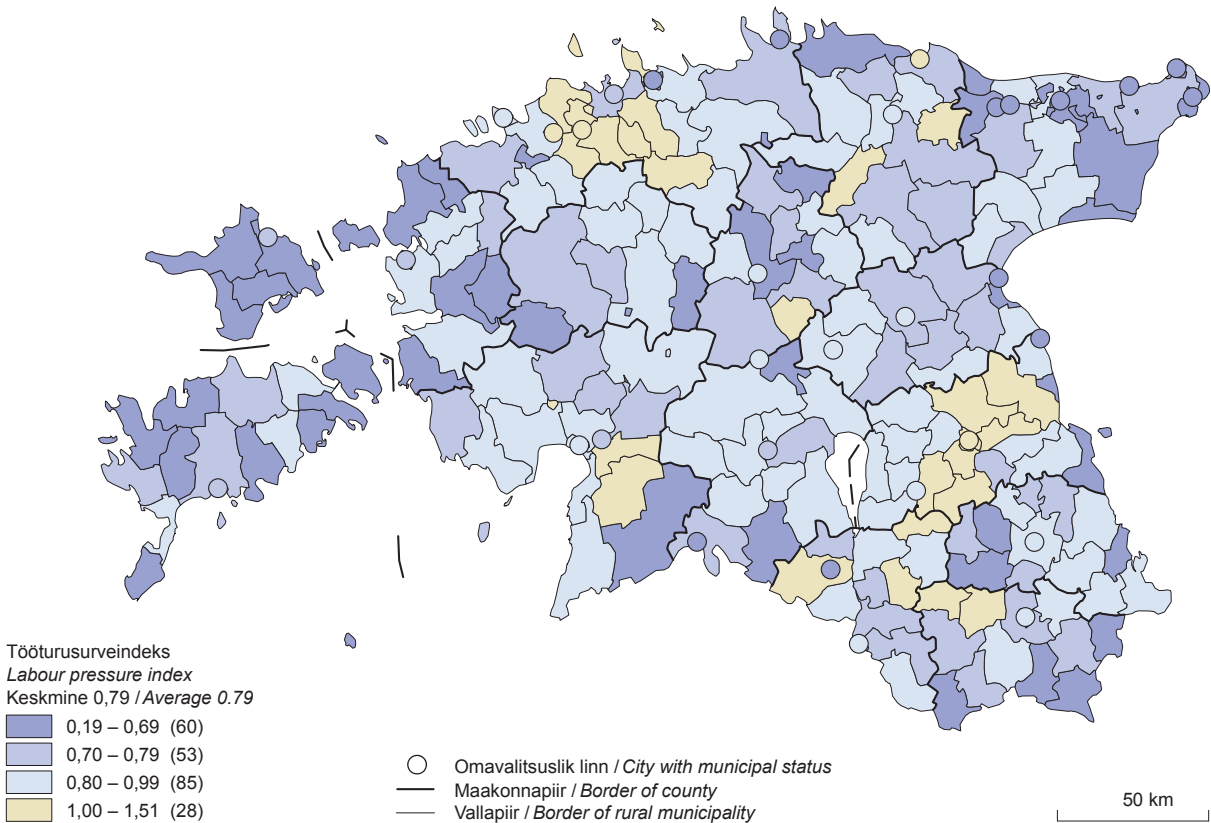 Tööturusurveindeks
Labour pressure index
Keskmine 0,79 / Average 0.79
0,19 – 0,69 (60)
0,70 – 0,79 (53)
0,80 – 0,99 (85)
1,00 – 1,51 (28)
Omavalitsuslik linn / City with municipal status
Maakonnapiir / Border of county
Vallapiir / Border of rural municipality
50 km